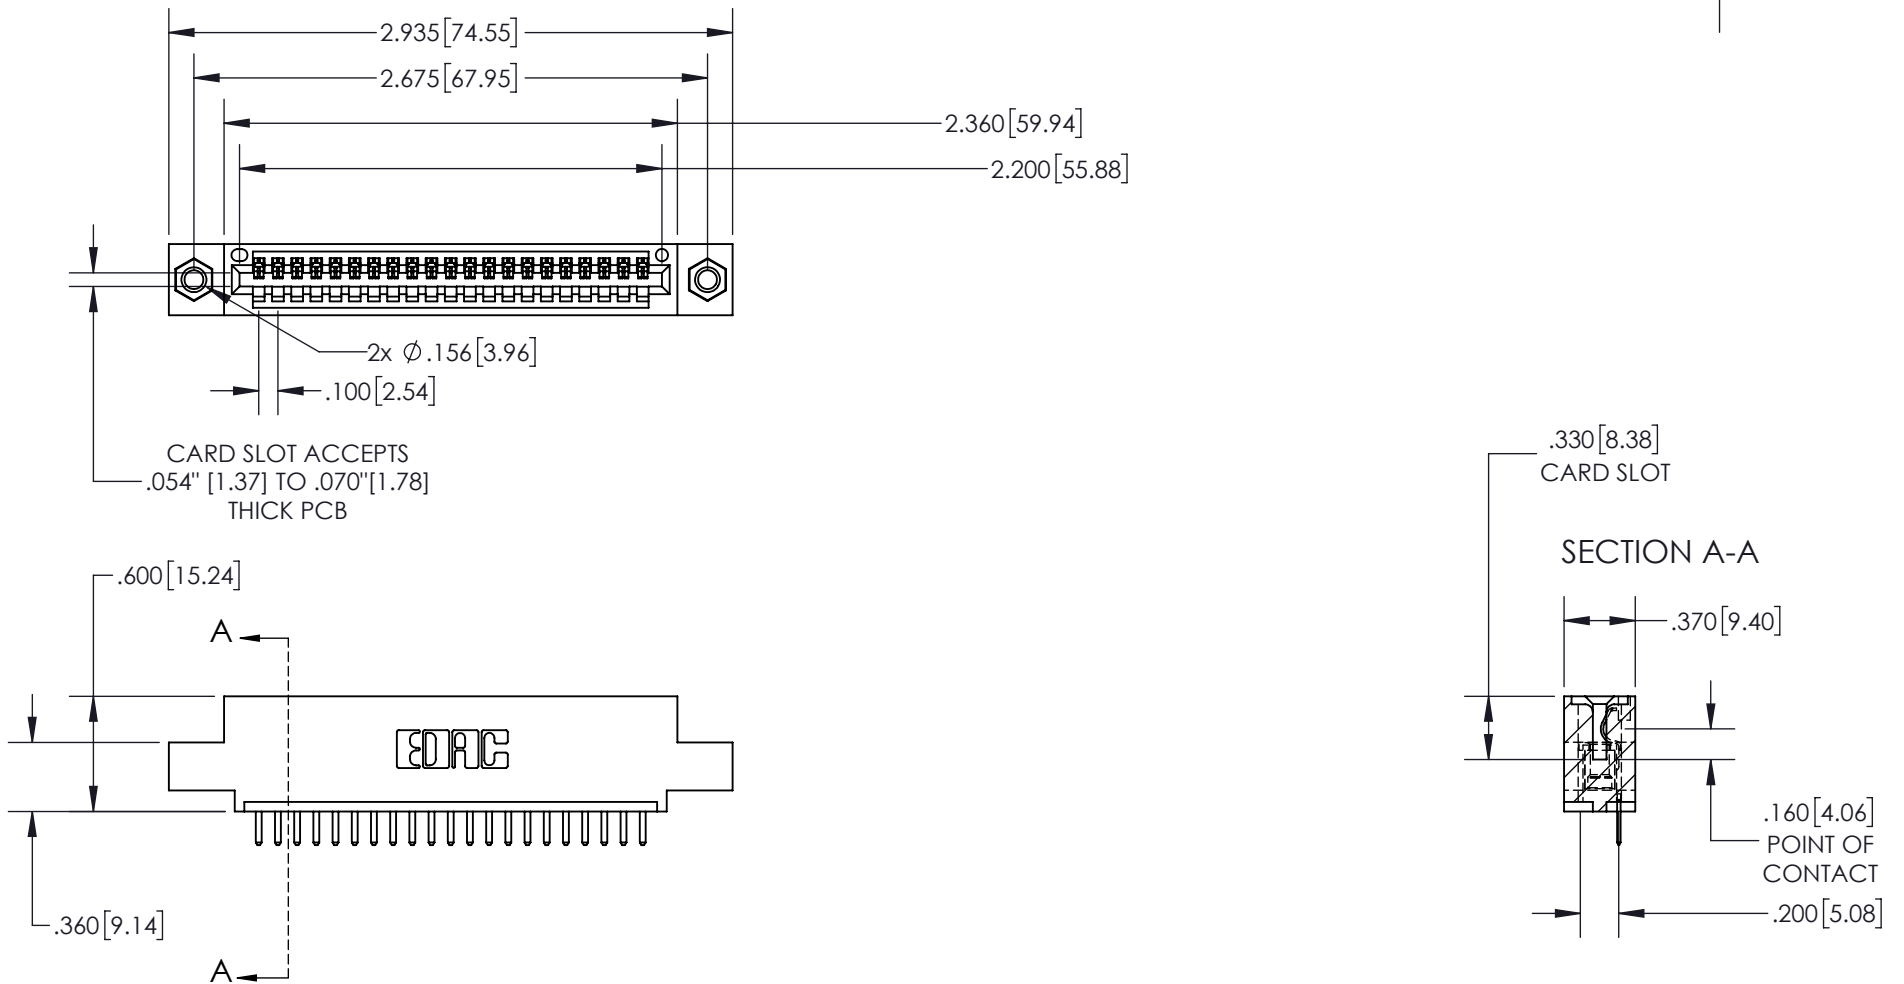 2.935[74.55]
2.675[67.95]
2.360[59.94]
2.200[55.88]
2x ⌀.156[3.96]
.100[2.54]
CARD SLOT ACCEPTS
.054" [1.37] TO .070"[1.78]
THICK PCB
.330[8.38]
CARD SLOT
SECTION A-A
.600[15.24]
.370[9.40]
A
EDAC
.160[4.06]
POINT OF
CONTACT
.200[5.08]
.360[9.14]
A